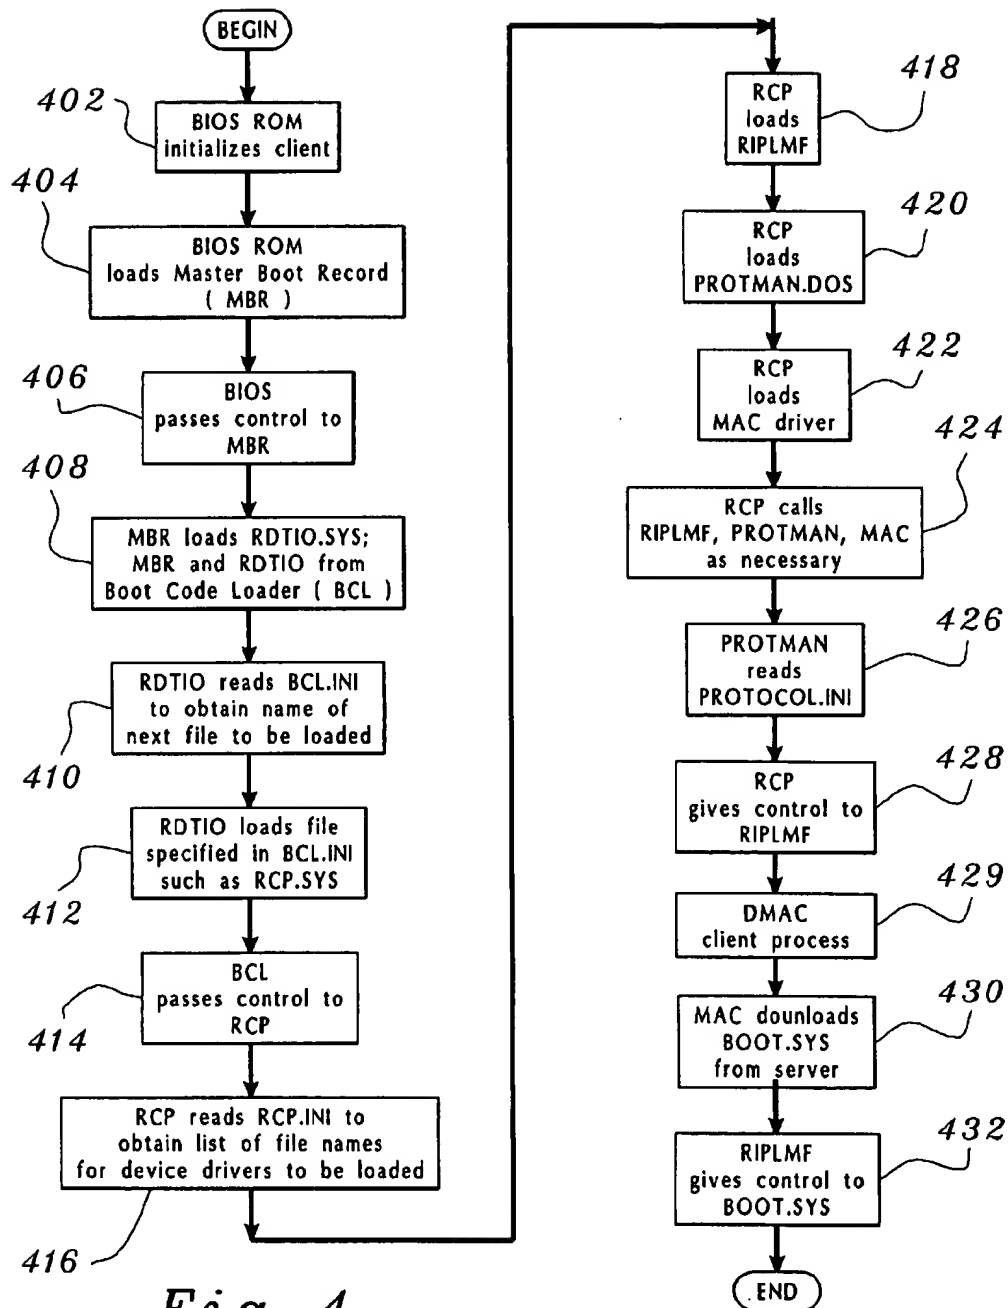 BEGIN
402
BIOS ROM
initializes client
404
BIOS ROM
loads Master Boot Record
( MBR )
406
BIOS
passes control to
MBR
408
MBR loads RDTIO.SYS;
MBR and RDTIO from
Boot Code Loader ( BCL )
RDTIO reads BCL.INI
to obtain name of
next file to be loaded
410
RDTIO loads file
specified in BCL.INI
such as RCP.SYS
412
BCL
passes control to
RCP
414
RCP reads RCP.INI to
obtain list of file names
for device drivers to be loaded
416
418
RCP
loads
RIPLMF
420
RCP
loads
PROTMAN.DOS
422
RCP
loads
MAC driver
424
RCP calls
RIPLMF, PROTMAN, MAC
as necessary
426
PROTMAN
reads
PROTOCOL.INI
428
RCP
gives control to
RIPLMF
429
DMAC
client process
430
MAC dounloads
BOOT.SYS
from server
432
RIPLMF
gives control to
BOOT.SYS
END
Fig. 4